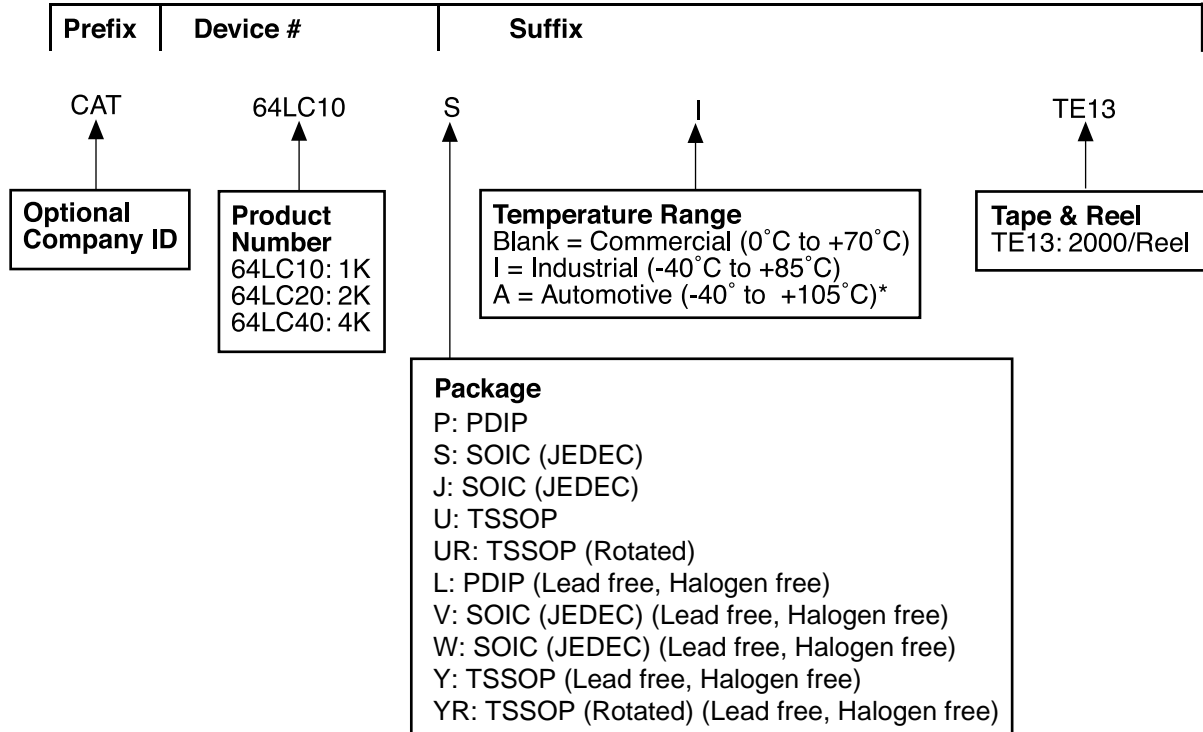 Prefix Device # Suffix
CAT 64LC10 S I TE13
Optional
Company ID
Product
Number
64LC10: 1K
64LC20: 2K
64LC40: 4K
Temperature Range
Blank = Commercial (0˚C to +70˚C)
I = Industrial (-40˚C to +85˚C)
A = Automotive (-40˚ to +105˚C)*
Tape & Reel
TE13: 2000/Reel
Package
P: PDIP
S: SOIC (JEDEC)
J: SOIC (JEDEC)
U: TSSOP
UR: TSSOP (Rotated)
L: PDIP (Lead free, Halogen free)
V: SOIC (JEDEC) (Lead free, Halogen free)
W: SOIC (JEDEC) (Lead free, Halogen free)
Y: TSSOP (Lead free, Halogen free)
YR: TSSOP (Rotated) (Lead free, Halogen free)